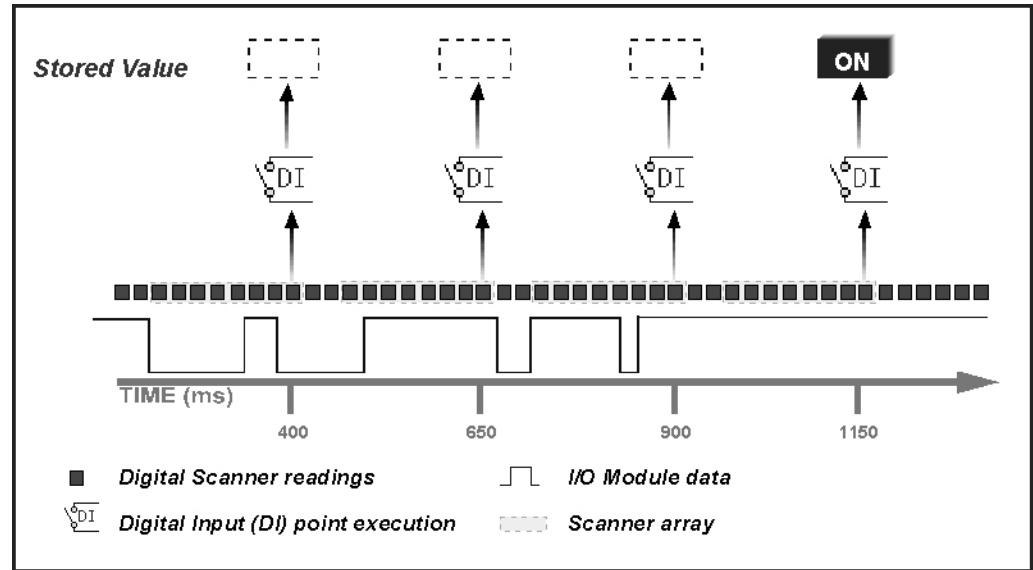 Stored Value
ON
DI DI DI DI
TIME (ms)
400 650 900 1150
Digital Scanner readings
I/O Module data
DI
Digital Input (DI) point execution
Scanner array